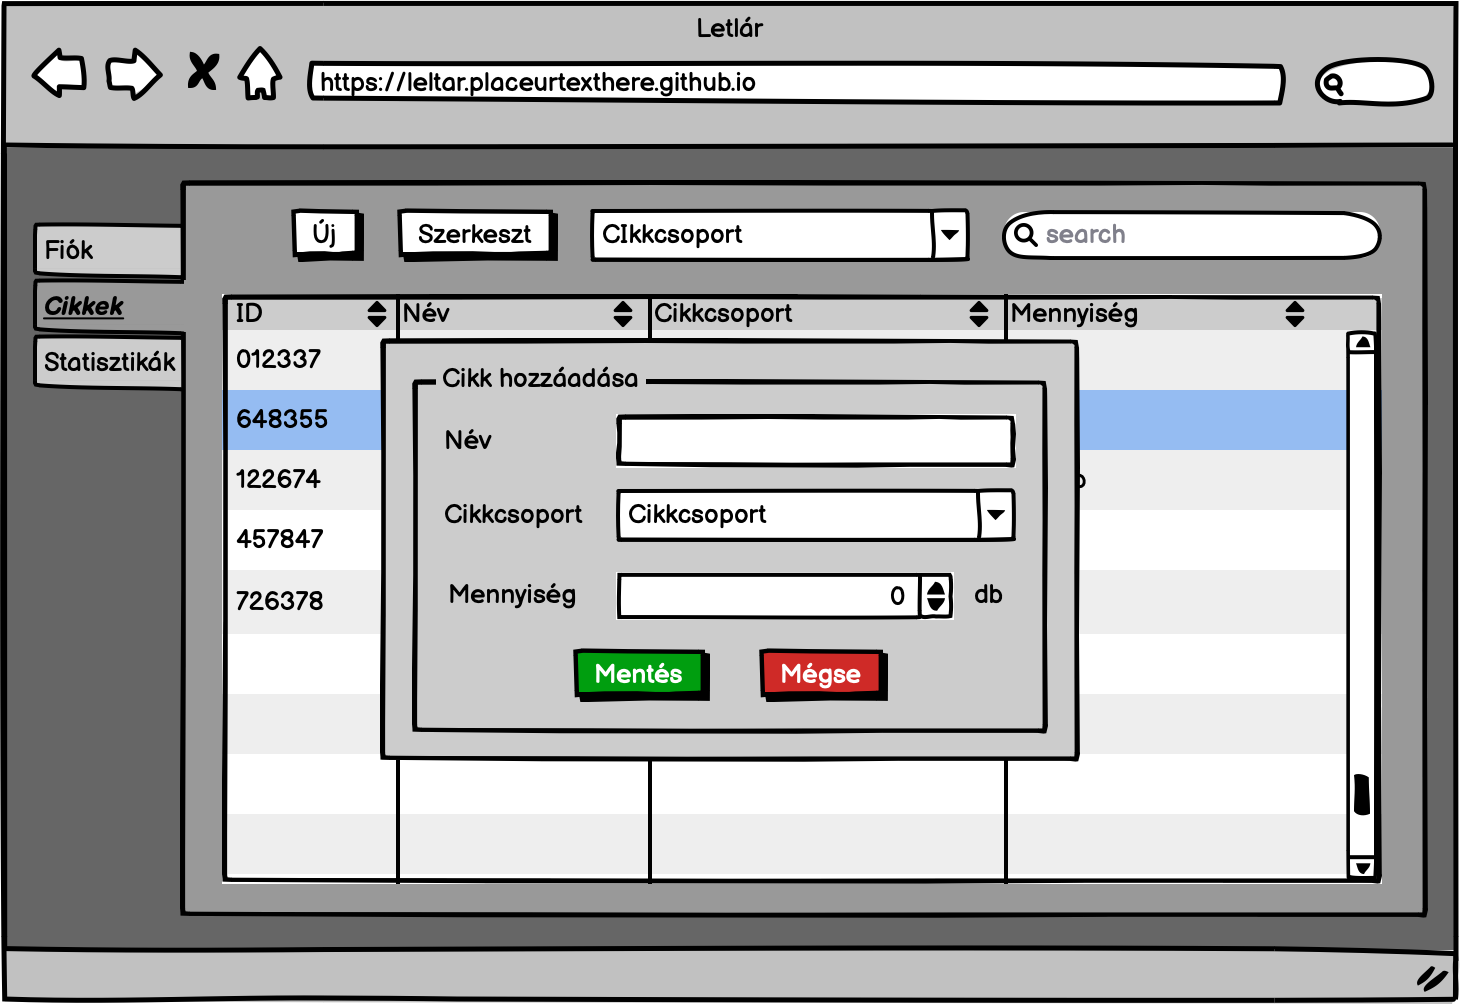 Letlár
https://leltar.placeurtexthere.github.io
Új
Szerkeszt
CIkkcsoport
search
Fiók
Cikkek
Statisztikák
ID
Név
Cikkcsoport
Mennyiség
012337
648355
122674
457847
726378
Cikk hozzáadása
Név
Cikkcsoport
Cikkcsoport
Mennyiség
0
db
Mentés
Mégse